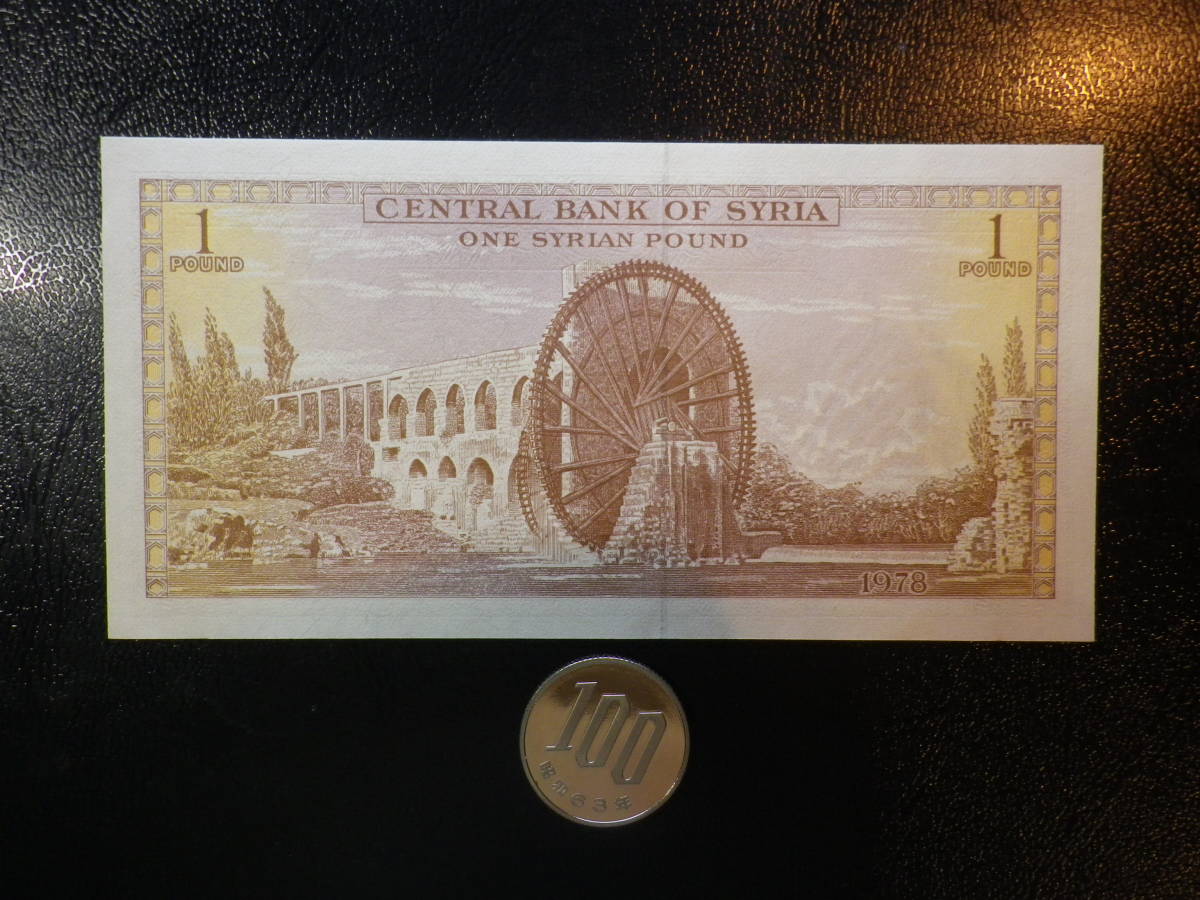 CENTRAL BANK OF SYRIA
ONE SYRIAN POUND
1
POUND
1
POUND
1978
100
昭和63年